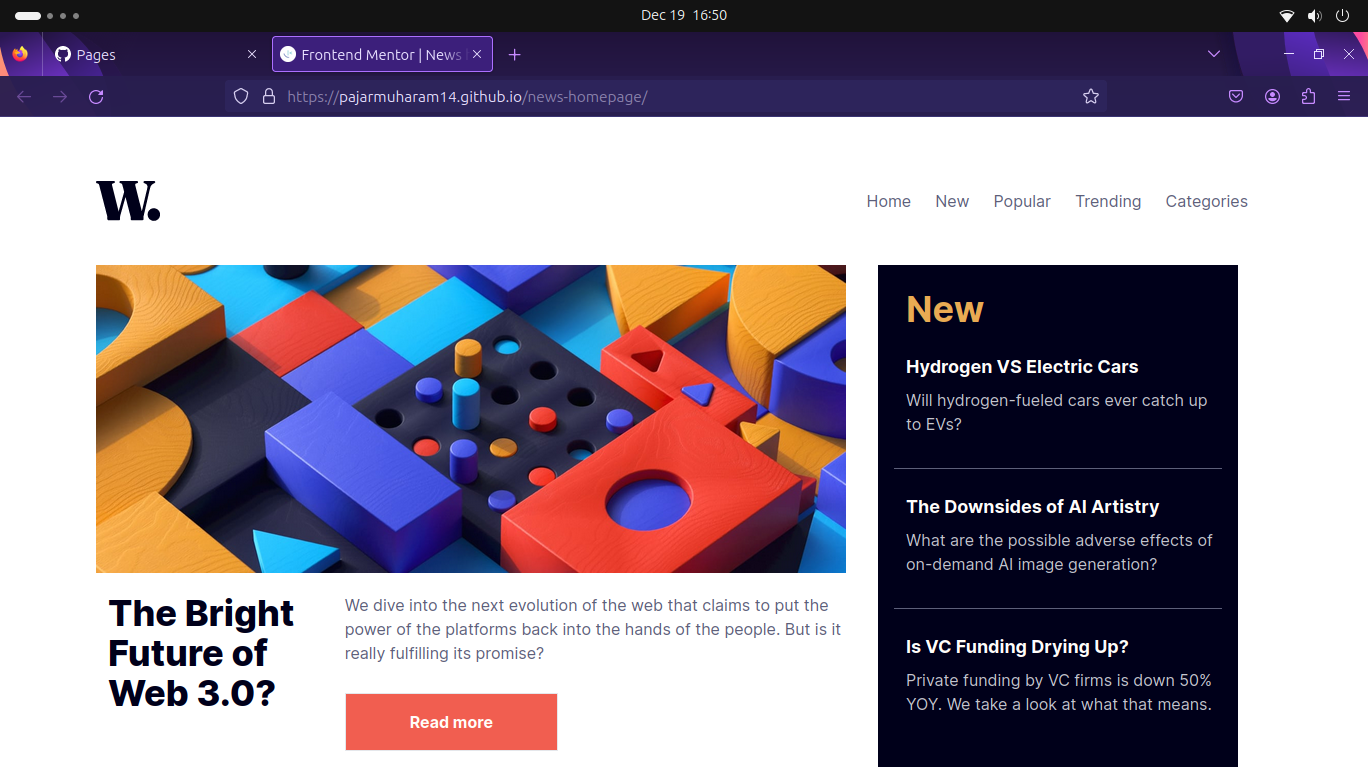 Dec 19 16:50
Pages
Frontend Mentor | News
https://pajarmuharam14.github.io/news-homepage/
W.
Home New Popular Trending Categories
New
Hydrogen VS Electric Cars
Will hydrogen-fueled cars ever catch up
to EVs?
The Downsides of AI Artistry
What are the possible adverse effects of
on-demand AI image generation?
Is VC Funding Drying Up?
Private funding by VC firms is down 50%
YOY. We take a look at what that means.
The Bright
Future of
Web 3.0?
We dive into the next evolution of the web that claims to put the
power of the platforms back into the hands of the people. But is it
really fulfilling its promise?
Read more